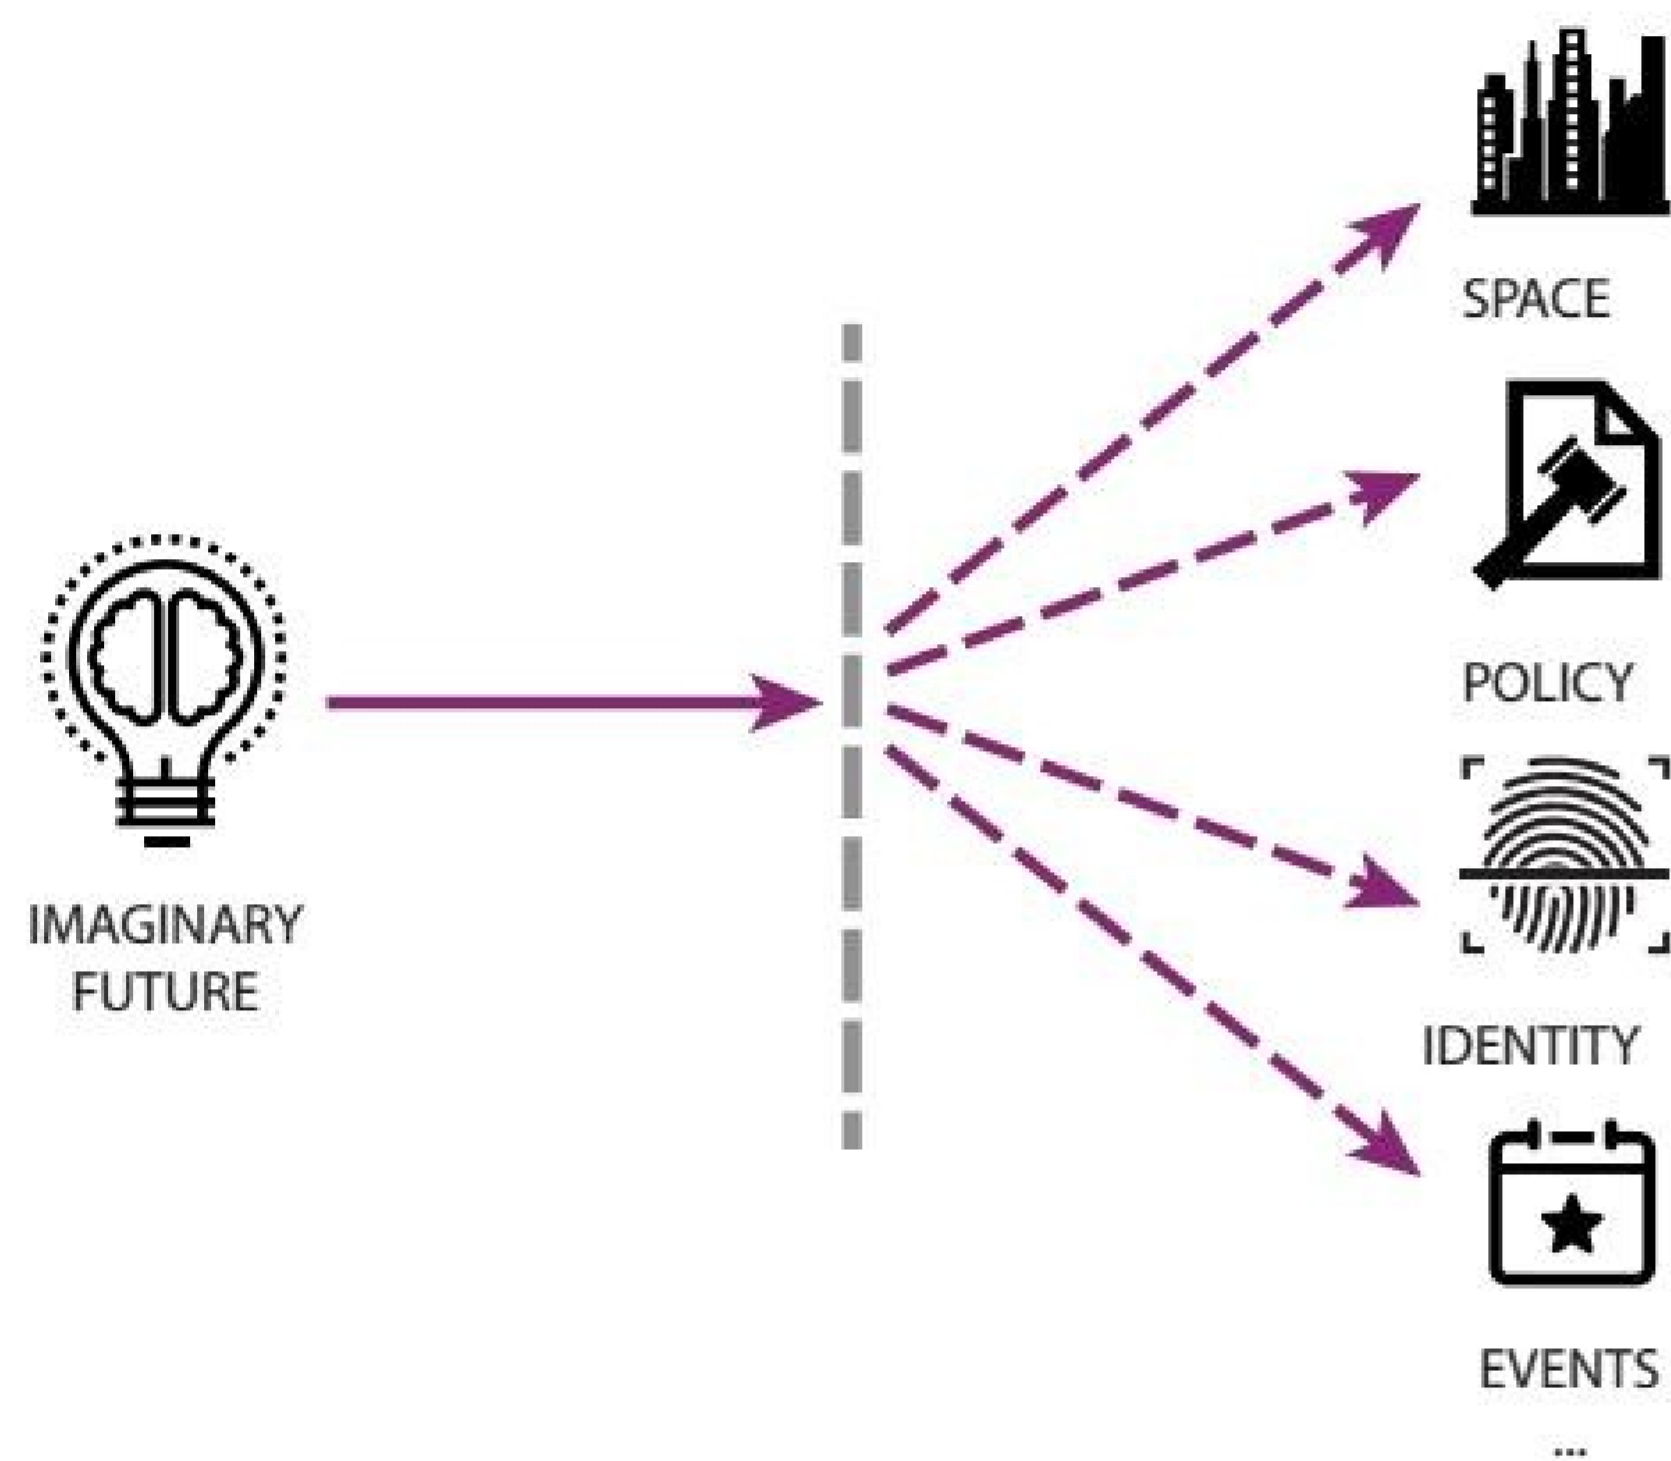 SPACE
POLICY
IMAGINARY
FUTURE
IDENTITY
EVENTS
...